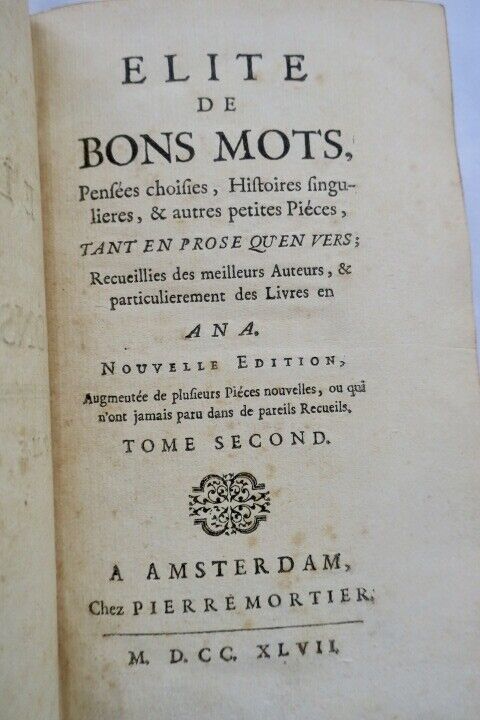 ELITE
DE
BONS MOTS,
Penſées choiſies, Hiſtoires ſingu-
lieres, & autres petites Piéces,
TANT EN PROSE QU'EN VERS;
Recueillies des meilleurs Auteurs, &
particulierement des Livres en
ANA.
NOUVELLE EDITION,
Augmeutée de pluſieurs Piéces nouvelles, ou qui
n'ont jamais paru dans de pareils Recueils.
TOME SECOND.
A AMSTERDAM,
Chez PIERRE MORTIER.
M. D. CC. XLVII.